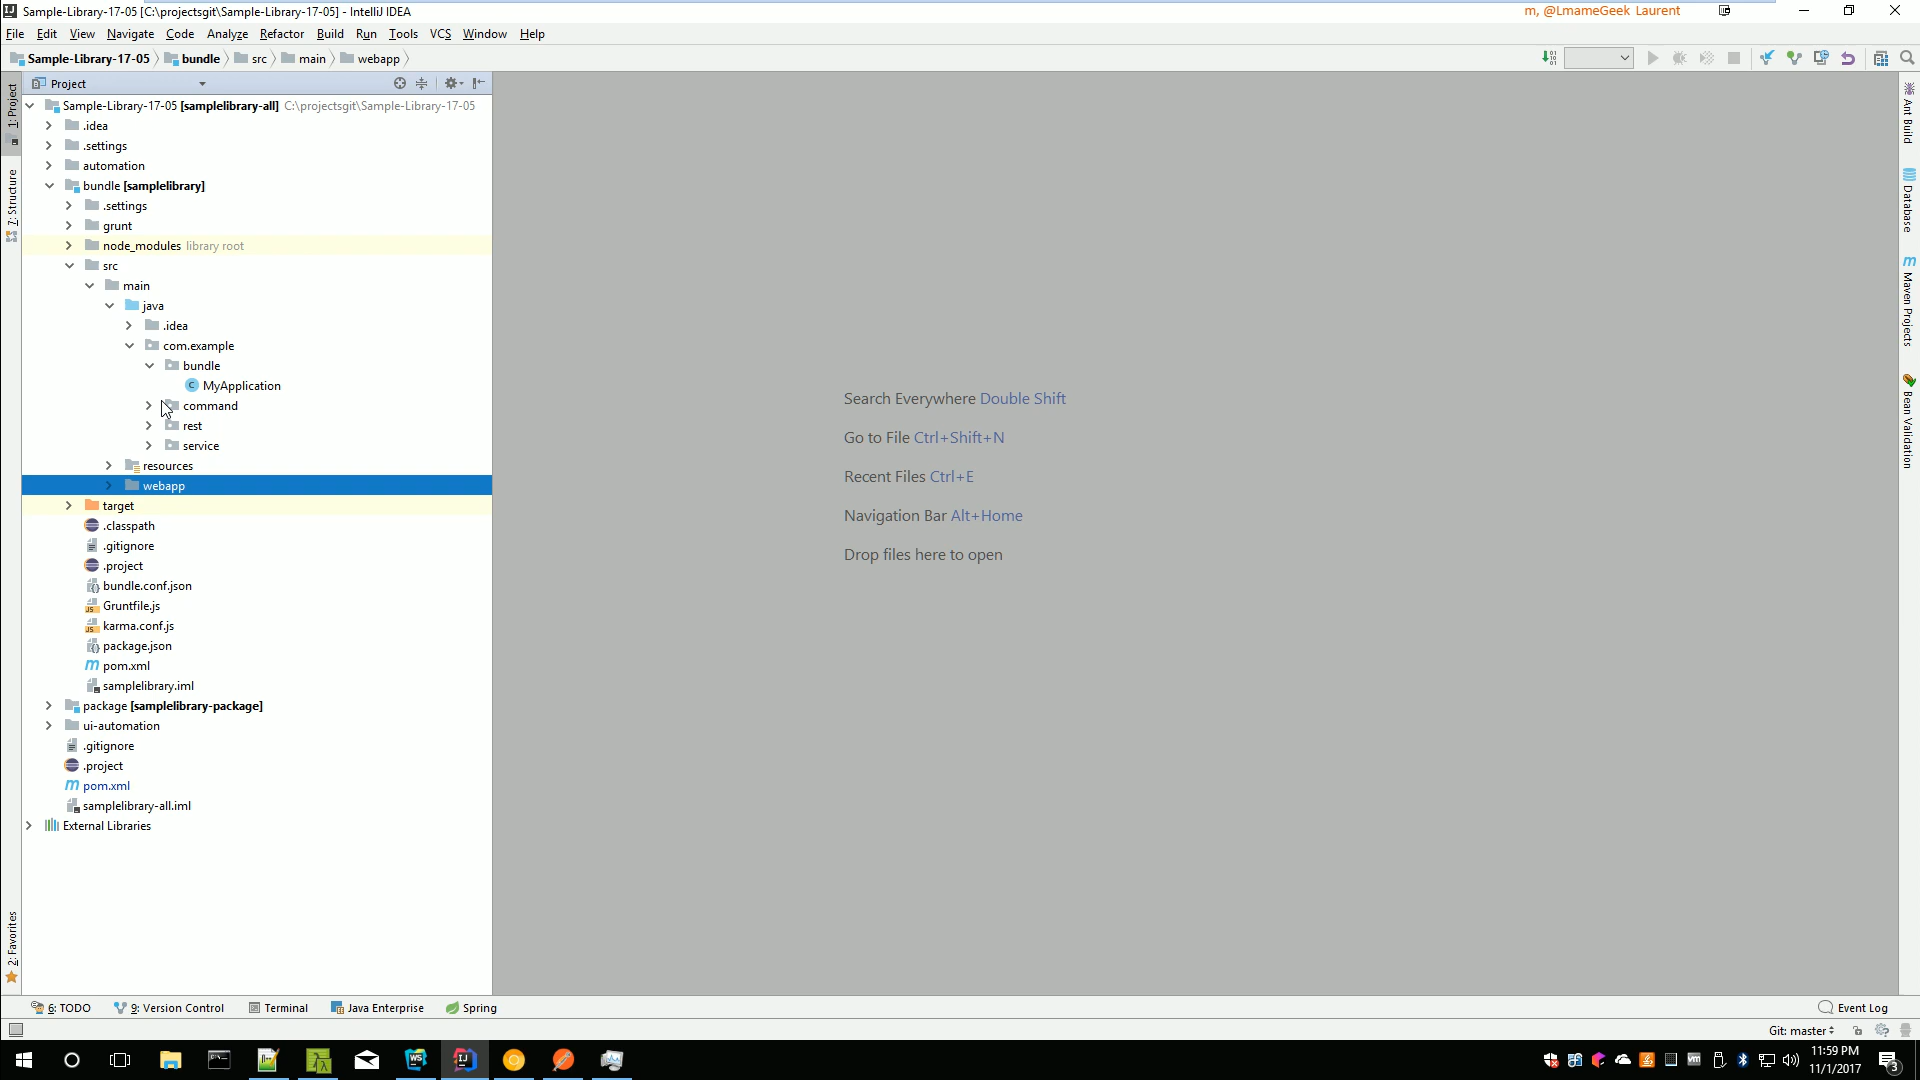 Sample-Library-17-05 [C:\projectsgit\Sample-Library-17-05] - IntelliJ IDEA
m, @LmameGeek Laurent
File Edit View Navigate Code Analyze Refactor Build Run Tools VCS Window Help
Sample-Library-17-05 bundle src main webapp
Project
Sample-Library-17-05 [samplelibrary-all] C:\projectsgit\Sample-Library-17-05
.idea
.settings
automation
bundle [samplelibrary]
.settings
grunt
node_modules library root
src
main
java
.idea
com.example
bundle
MyApplication
command
rest
service
resources
webapp
target
.classpath
.gitignore
.project
bundle.conf.json
Gruntfile.js
karma.conf.js
package.json
pom.xml
samplelibrary.iml
package [samplelibrary-package]
ui-automation
.gitignore
.project
pom.xml
samplelibrary-all.iml
External Libraries
1: Project
7: Structure
2: Favorites
Search Everywhere Double Shift
Go to File Ctrl+Shift+N
Recent Files Ctrl+E
Navigation Bar Alt+Home
Drop files here to open
Ant Build
Database
Maven Projects
Bean Validation
6: TODO 9: Version Control Terminal Java Enterprise Spring
Event Log
Git: master
11:59 PM
11/1/2017
3